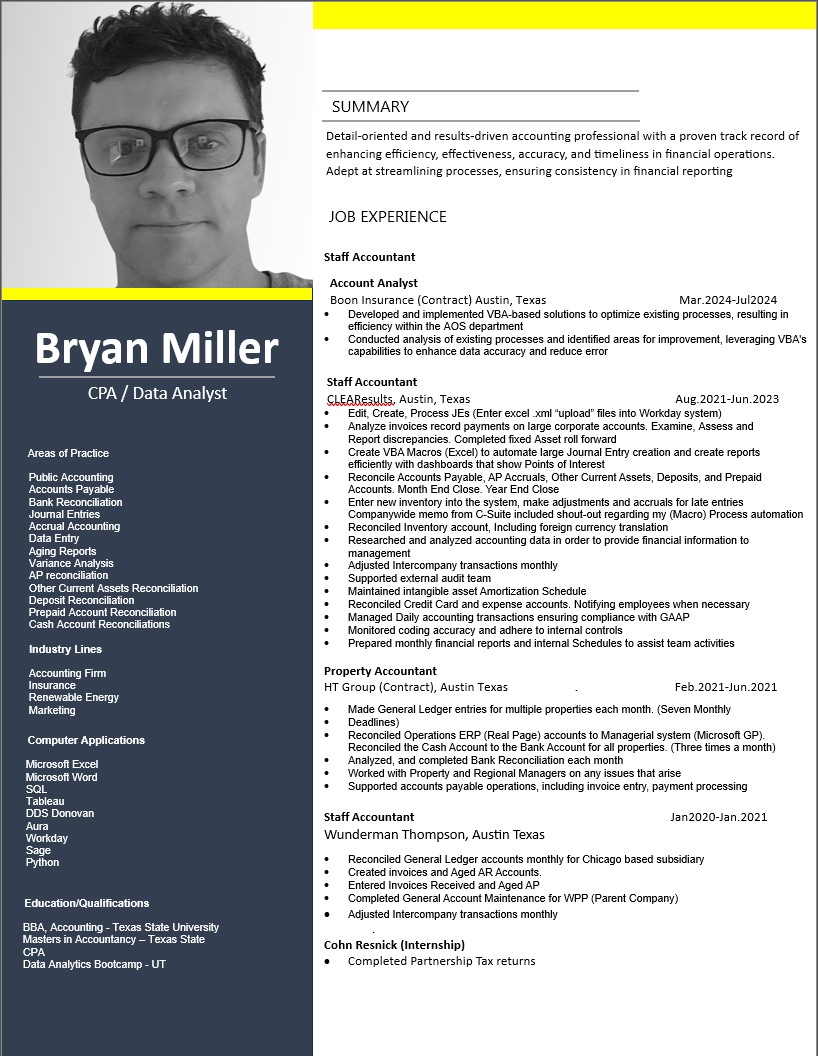 Bryan Miller
CPA / Data Analyst
Areas of Practice
Public Accounting
Accounts Payable
Bank Reconciliation
Journal Entries
Accrual Accounting
Data Entry
Aging Reports
Variance Analysis
AP reconciliation
Other Current Assets Reconciliation
Deposit Reconciliation
Prepaid Account Reconciliation
Cash Account Reconciliations
Industry Lines
Accounting Firm
Insurance
Renewable Energy
Marketing
Computer Applications
Microsoft Excel
Microsoft Word
SQL
Tableau
DDS Donovan
Aura
Workday
Sage
Python
Education/Qualifications
BBA, Accounting - Texas State University
Masters in Accountancy – Texas State
CPA
Data Analytics Bootcamp - UT
SUMMARY
Detail-oriented and results-driven accounting professional with a proven track record of
enhancing efficiency, effectiveness, accuracy, and timeliness in financial operations.
Adept at streamlining processes, ensuring consistency in financial reporting
JOB EXPERIENCE
Staff Accountant
Account Analyst
Boon Insurance (Contract) Austin, Texas Mar.2024-Jul2024
• Developed and implemented VBA-based solutions to optimize existing processes, resulting in
efficiency within the AOS department
• Conducted analysis of existing processes and identified areas for improvement, leveraging VBA's
capabilities to enhance data accuracy and reduce error
Staff Accountant
CLEAResults, Austin, Texas Aug.2021-Jun.2023
• Edit, Create, Process JEs (Enter excel .xml “upload” files into Workday system)
• Analyze invoices record payments on large corporate accounts. Examine, Assess and
Report discrepancies. Completed fixed Asset roll forward
• Create VBA Macros (Excel) to automate large Journal Entry creation and create reports
efficiently with dashboards that show Points of Interest
• Reconcile Accounts Payable, AP Accruals, Other Current Assets, Deposits, and Prepaid
Accounts. Month End Close. Year End Close
• Enter new inventory into the system, make adjustments and accruals for late entries
Companywide memo from C-Suite included shout-out regarding my (Macro) Process automation
• Reconciled Inventory account, Including foreign currency translation
• Researched and analyzed accounting data in order to provide financial information to
management
• Adjusted Intercompany transactions monthly
• Supported external audit team
• Maintained intangible asset Amortization Schedule
• Reconciled Credit Card and expense accounts. Notifying employees when necessary
• Managed Daily accounting transactions ensuring compliance with GAAP
• Monitored coding accuracy and adhere to internal controls
• Prepared monthly financial reports and internal Schedules to assist team activities
Property Accountant
HT Group (Contract), Austin Texas . Feb.2021-Jun.2021
• Made General Ledger entries for multiple properties each month. (Seven Monthly
• Deadlines)
• Reconciled Operations ERP (Real Page) accounts to Managerial system (Microsoft GP).
Reconciled the Cash Account to the Bank Account for all properties. (Three times a month)
• Analyzed, and completed Bank Reconciliation each month
• Worked with Property and Regional Managers on any issues that arise
• Supported accounts payable operations, including invoice entry, payment processing
Staff Accountant Jan2020-Jan.2021
Wunderman Thompson, Austin Texas
• Reconciled General Ledger accounts monthly for Chicago based subsidiary
• Created invoices and Aged AR Accounts.
• Entered Invoices Received and Aged AP
• Completed General Account Maintenance for WPP (Parent Company)
• Adjusted Intercompany transactions monthly
.
Cohn Resnick (Internship)
• Completed Partnership Tax returns